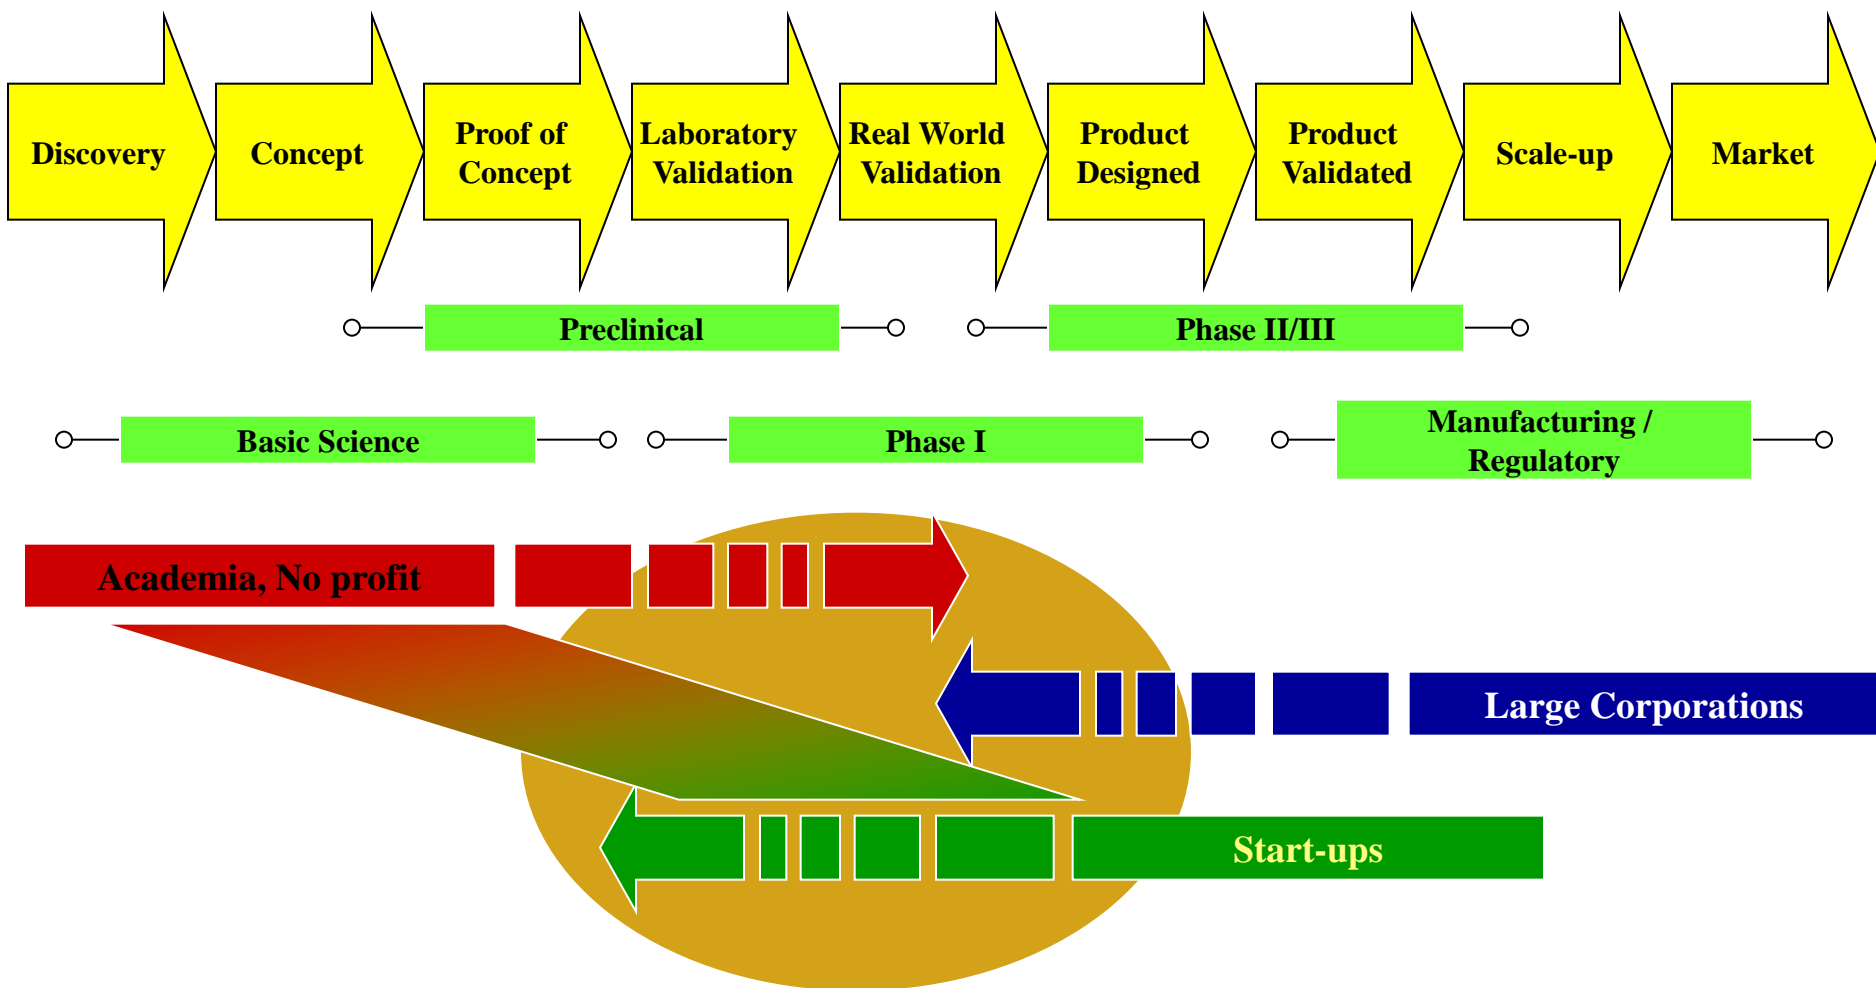 Discovery
Concept
Proof of
Concept
Laboratory
Validation
Real World
Validation
Product
Designed
Product
Validated
Scale-up
Market
Preclinical
Phase II/III
Basic Science
Phase I
Manufacturing /
Regulatory
Academia, No profit
Large Corporations
Start-ups